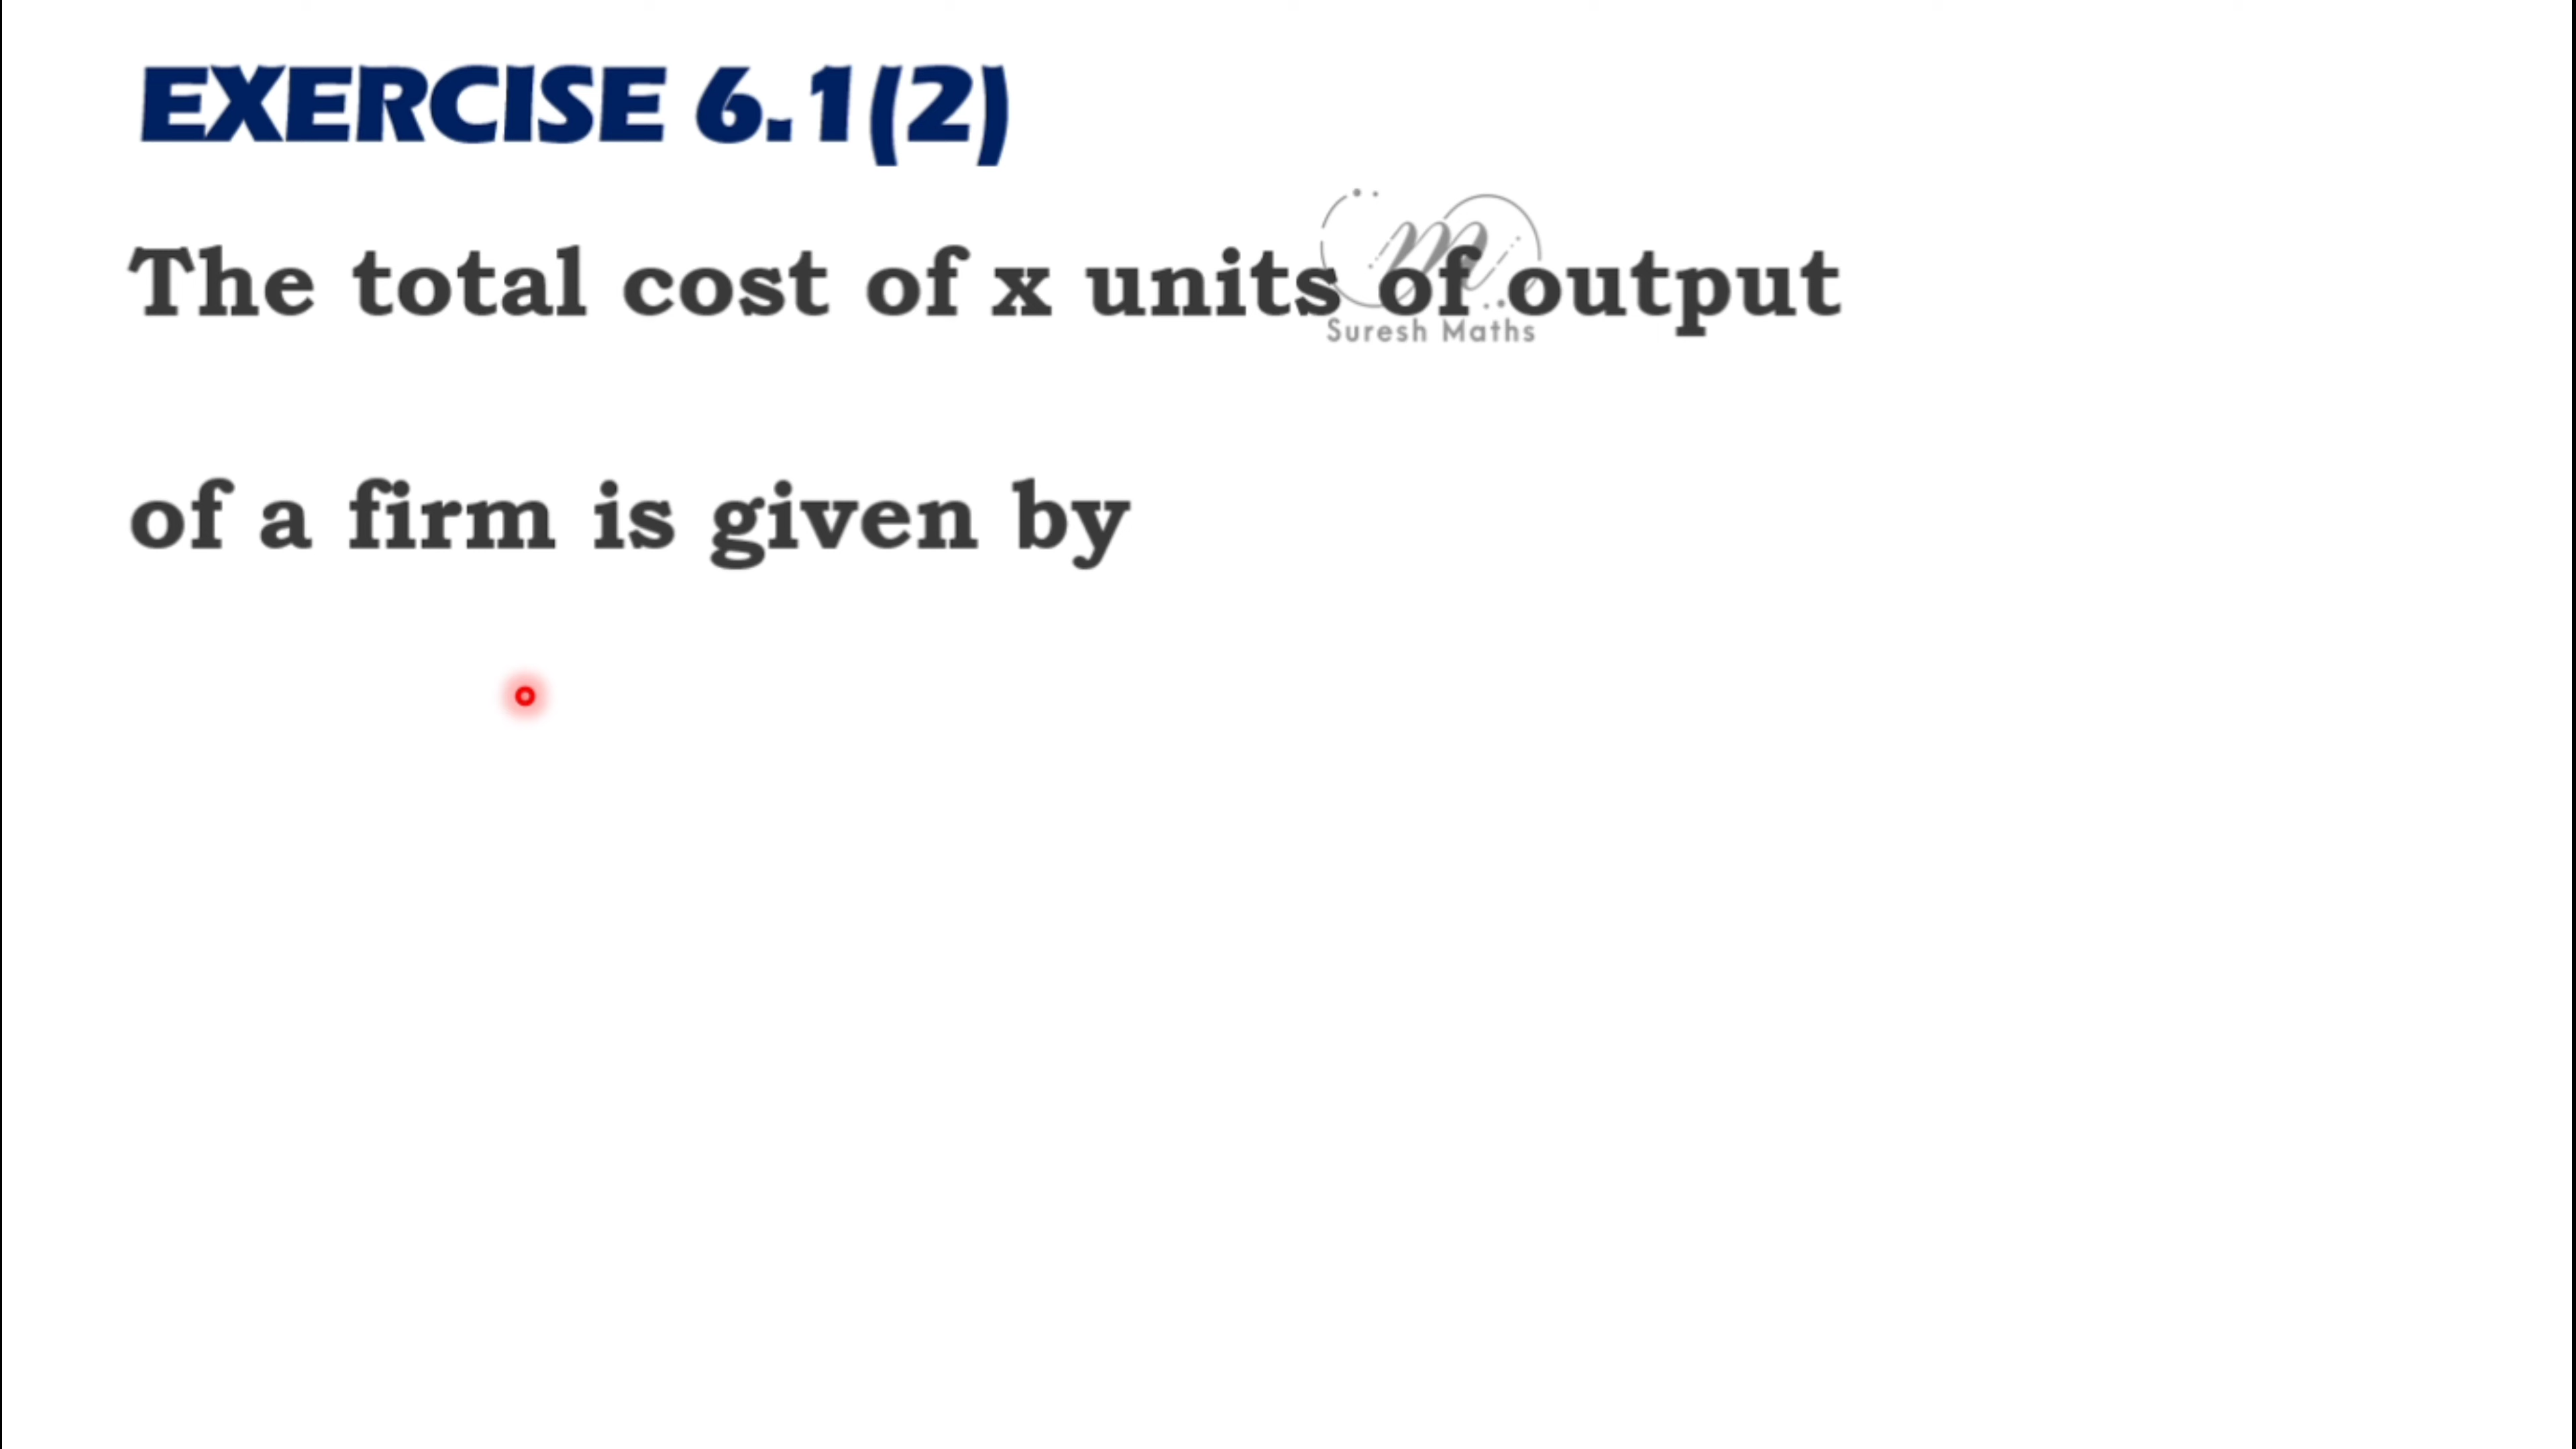 EXERCISE 6.1(2)
The total cost of x units of output
Suresh Maths
of a firm is given by